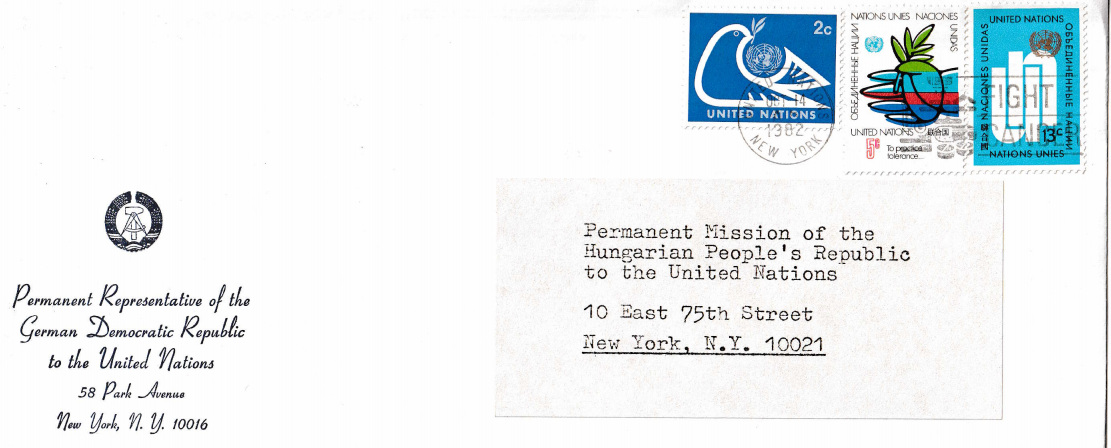 2c
UNITED NATIONS
NATIONS UNIES NACIONES
UNIDAS
ОБЪЕДИНЕННЫЕ НАЦИИ
UNITED NATIONS
5c
To practice
tolerance...
UNITED NATIONS
NACIONES UNIDAS
ОБЪЕДИНЕННЫЕ НАЦИИ
13c
NATIONS UNIES
UNITED NATIONS
OCT 14
1982
NEW YORK
FIGHT
CANCER
Permanent Representative of the
German Democratic Republic
to the United Nations
58 Park Avenue
New York, N. Y. 10016
Permanent Mission of the
Hungarian People's Republic
to the United Nations
10 East 75th Street
New York, N.Y. 10021